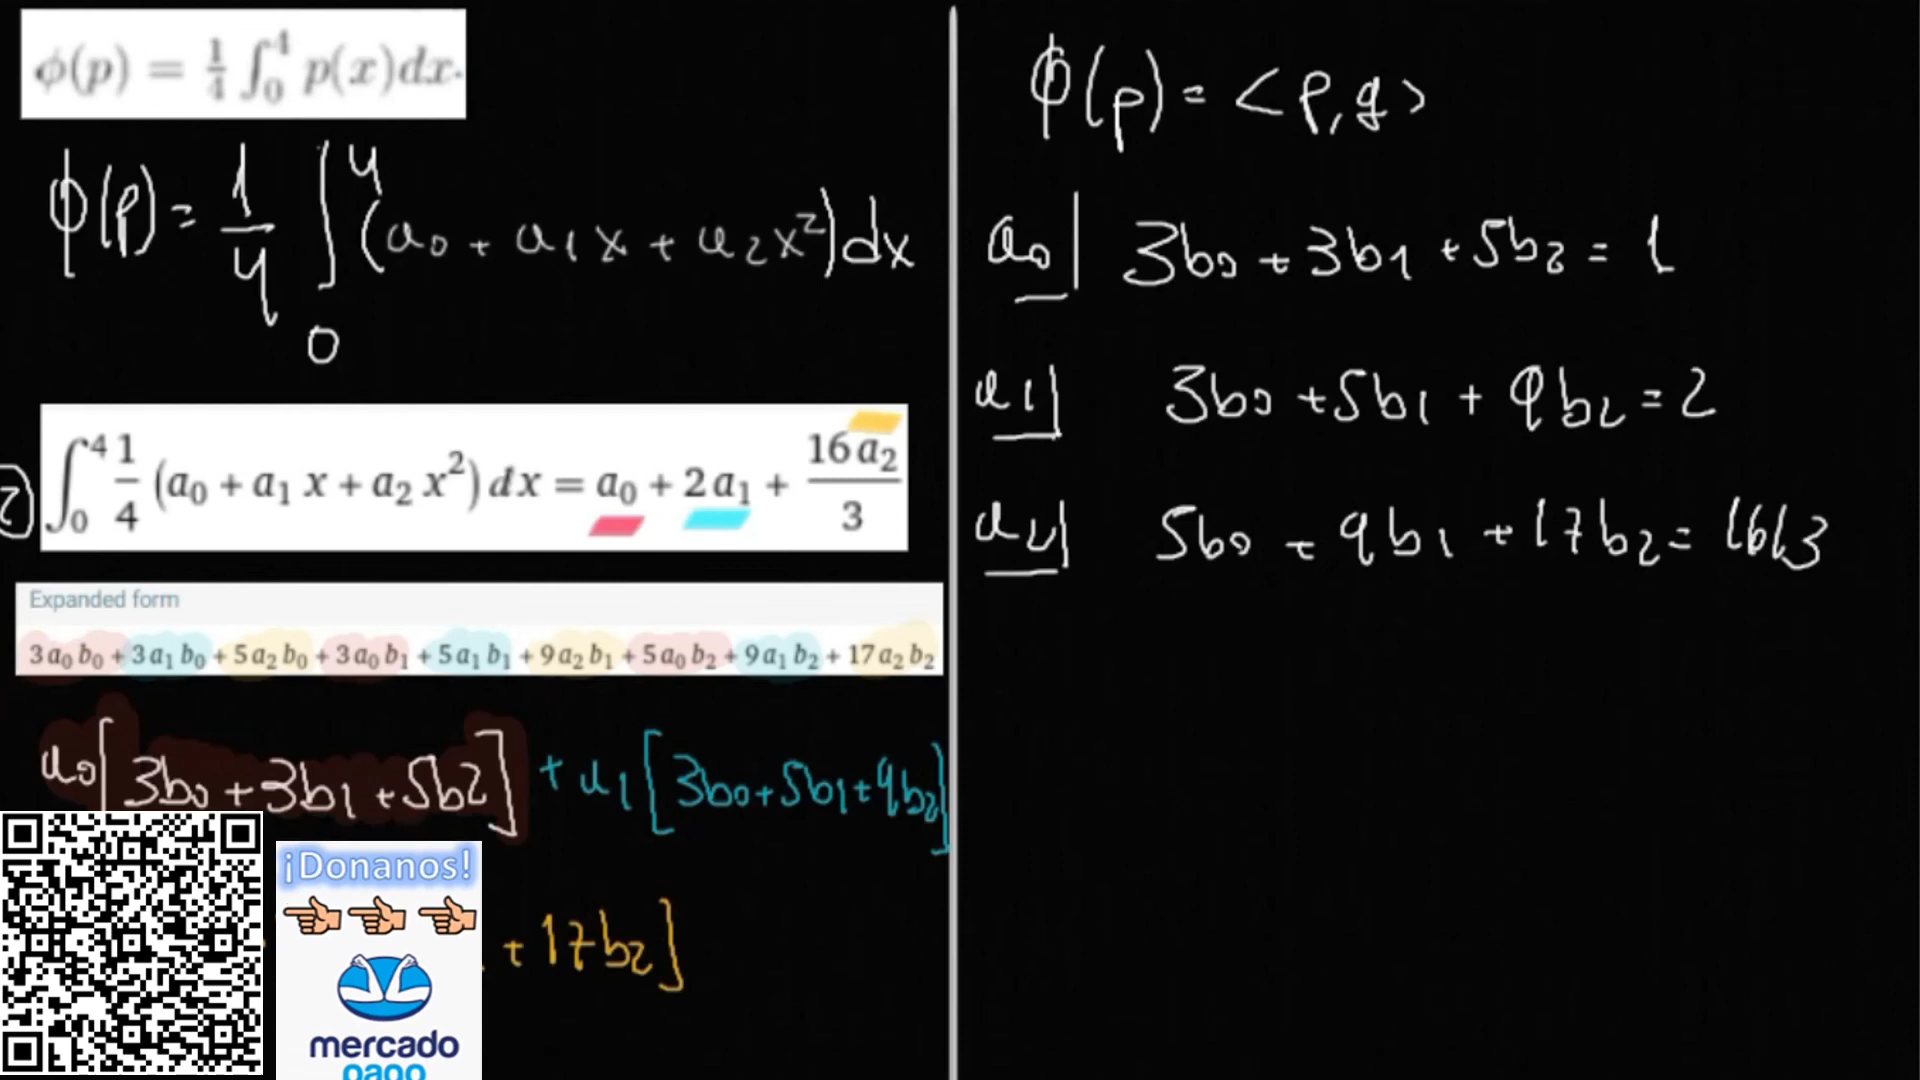 ϕ(p) = 1/4 ∫₀⁴ p(x)dx.
ϕ(p) = 1/4 ∫₀⁴ (a₀ + a₁x + a₂x²)dx
∫₀⁴ 1/4 (a₀ + a₁ x + a₂ x²) dx = a₀ + 2 a₁ + 16 a₂/3
Expanded form
3 a₀ b₀ + 3 a₁ b₀ + 5 a₂ b₀ + 3 a₀ b₁ + 5 a₁ b₁ + 9 a₂ b₁ + 5 a₀ b₂ + 9 a₁ b₂ + 17 a₂ b₂
a₀[3b₀ + 3b₁ + 5b₂] + a₁[3b₀ + 5b₁ + 9b₂]
+ 17b₂]
¡Donanos!
mercado
pago
ϕ(p) = <p, q>
a₀| 3b₀ + 3b₁ + 5b₂ = 1
a₁| 3b₀ + 5b₁ + 9b₂ = 2
a₂| 5b₀ + 9b₁ + 17b₂ = 16/3